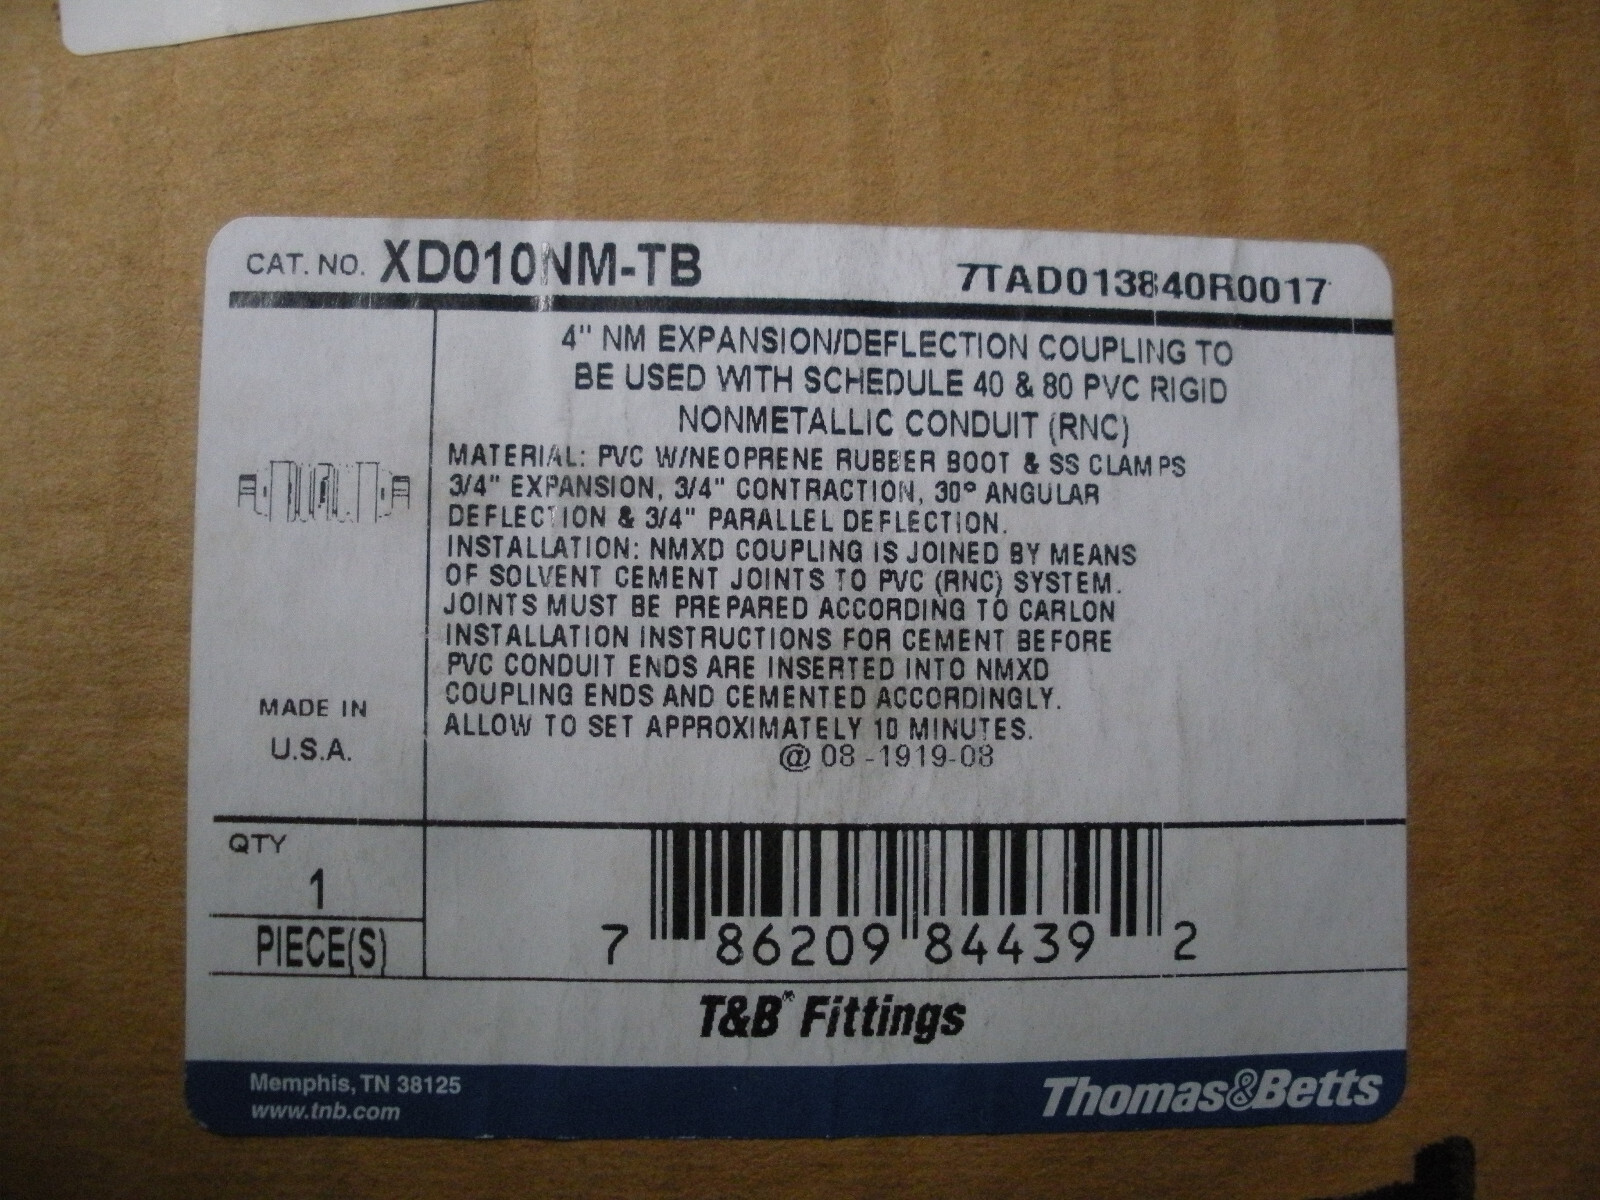 CAT. NO. XD010NM-TB 7TAD013840R0017
4" NM EXPANSION/DEFLECTION COUPLING TO
BE USED WITH SCHEDULE 40 & 80 PVC RIGID
NONMETALLIC CONDUIT (RNC)
MATERIAL: PVC W/NEOPRENE RUBBER BOOT & SS CLAMPS
3/4" EXPANSION, 3/4" CONTRACTION, 30° ANGULAR
DEFLECTION & 3/4" PARALLEL DEFLECTION.
INSTALLATION: NMXD COUPLING IS JOINED BY MEANS
OF SOLVENT CEMENT JOINTS TO PVC (RNC) SYSTEM.
JOINTS MUST BE PREPARED ACCORDING TO CARLON
INSTALLATION INSTRUCTIONS FOR CEMENT BEFORE
PVC CONDUIT ENDS ARE INSERTED INTO NMXD
COUPLING ENDS AND CEMENTED ACCORDINGLY.
ALLOW TO SET APPROXIMATELY 10 MINUTES.
@ 08 -1919-08
MADE IN
U.S.A.
QTY
1
PIECE(S)
7 86209 84439 2
T&B® Fittings
Memphis, TN 38125
www.tnb.com
Thomas&Betts